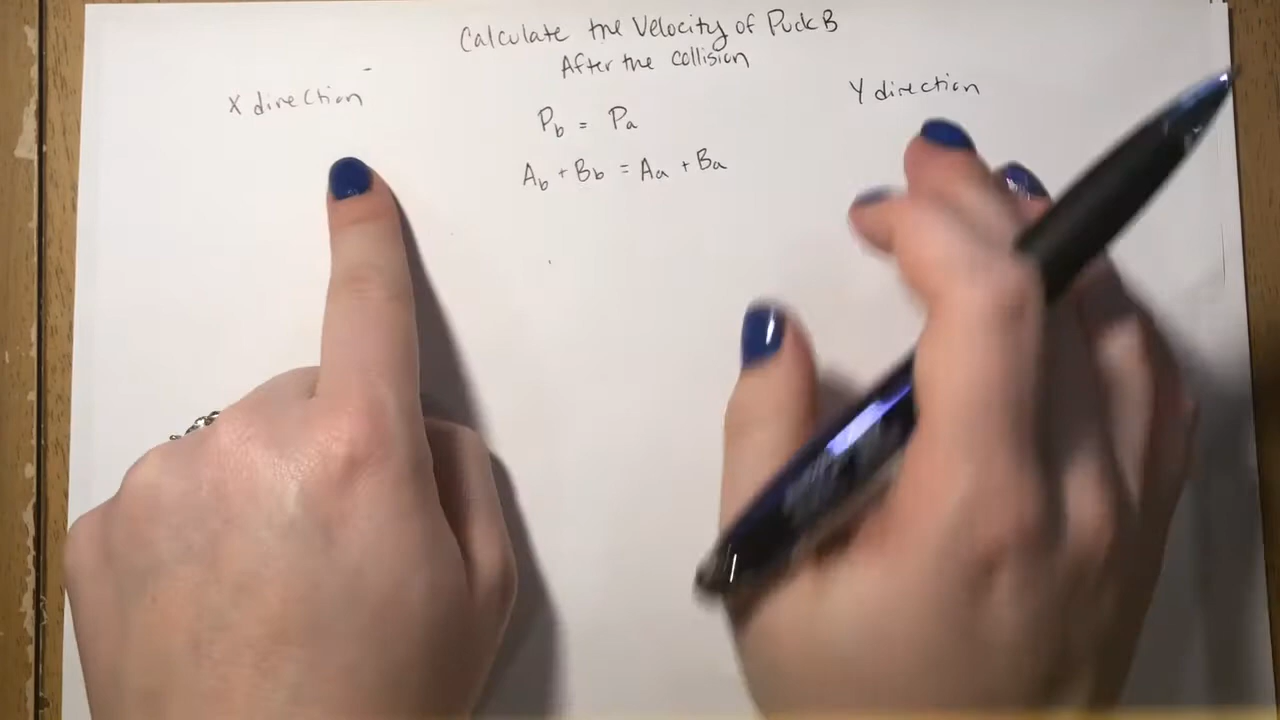 Calculate the Velocity of Puck B
After the Collision
X direction
Y direction
Pb = Pa
Ab + Bb = Aa + Ba